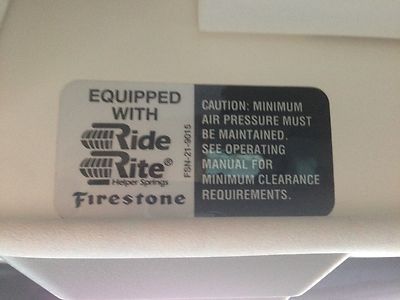 EQUIPPED
WITH
Ride
Rite®
Helper Springs
Firestone
FSN-21-9015
CAUTION: MINIMUM
AIR PRESSURE MUST
BE MAINTAINED.
SEE OPERATING
MANUAL FOR
MINIMUM CLEARANCE
REQUIREMENTS.